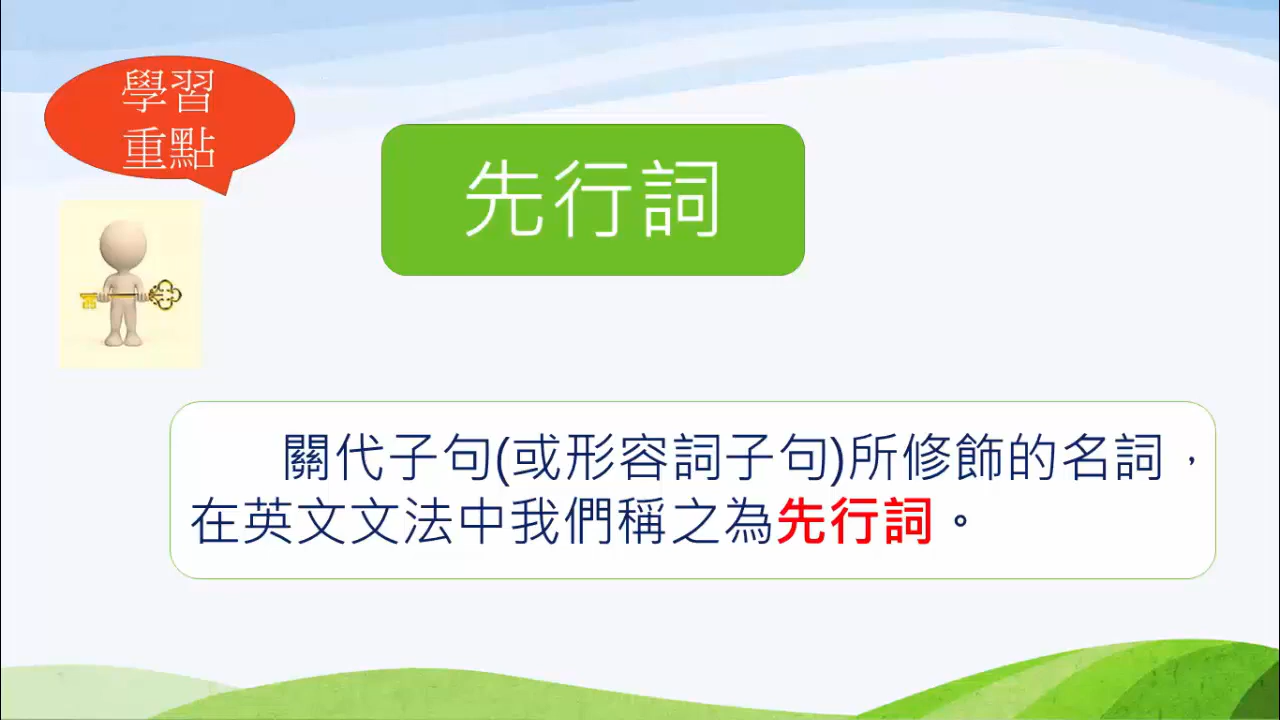 學習
重點
先行詞
關代子句(或形容詞子句)所修飾的名詞，
在英文文法中我們稱之為先行詞。